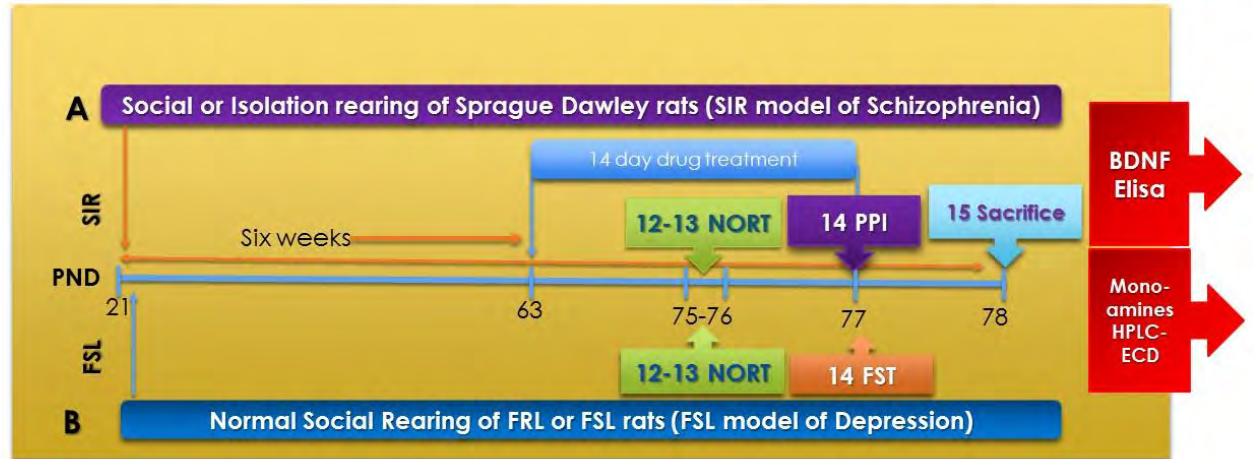 A
Social or Isolation rearing of Sprague Dawley rats (SIR model of Schizophrenia)
14 day drug treatment
BDNF
Elisa
SIR
Six weeks
12-13 NORT
14 PPI
15 Sacrifice
PND
21
63
75-76
77
78
Mono-
amines
HPLC-
ECD
FSL
12-13 NORT
14 FST
B
Normal Social Rearing of FRL or FSL rats (FSL model of Depression)